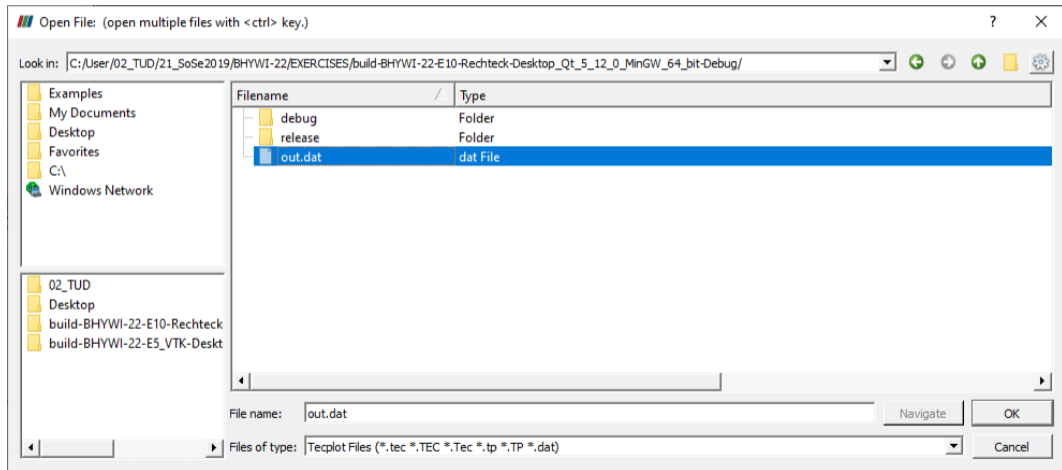 Open File: (open multiple files with <ctrl> key.) ?
Look in: C:/User/02_TUD/21_SoSe2019/BHYWI-22/EXERCISES/build-BHYWI-22-E10-Rechteck-Desktop_Qt_5_12_0_MinGW_64_bit-Debug/
Examples
My Documents
Desktop
Favorites
C:\
Windows Network
02_TUD
Desktop
build-BHYWI-22-E10-Rechteck
build-BHYWI-22-E5_VTK-Deskt
Filename Type
debug Folder
release Folder
out.dat dat File
File name: out.dat Navigate OK
Files of type: Tecplot Files (*.tec *.TEC *.Tec *.tp *.TP *.dat) Cancel